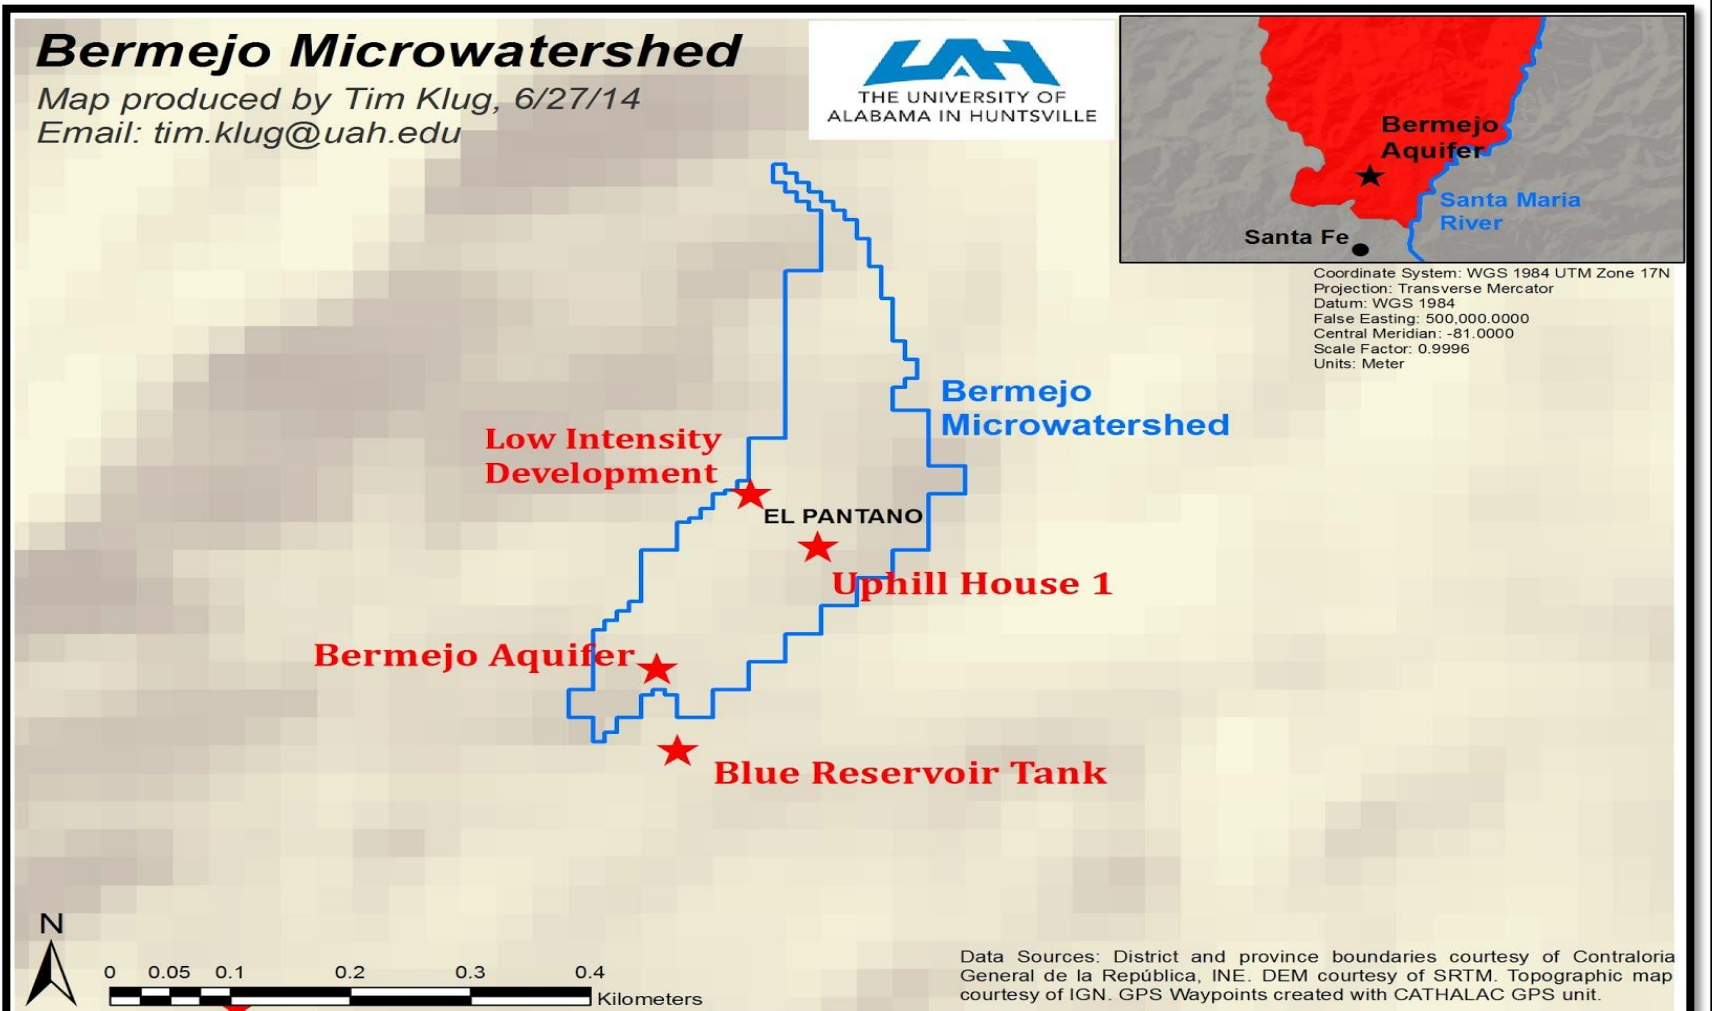 Bermejo Microwatershed
Map produced by Tim Klug, 6/27/14
Email: tim.klug@uah.edu
UAH
THE UNIVERSITY OF
ALABAMA IN HUNTSVILLE
Bermejo
Aquifer
Santa Maria
River
Santa Fe
Coordinate System: WGS 1984 UTM Zone 17N
Projection: Transverse Mercator
Datum: WGS 1984
False Easting: 500,000.0000
Central Meridian: -81.0000
Scale Factor: 0.9996
Units: Meter
Bermejo
Microwatershed
Low Intensity
Development
EL PANTANO
Uphill House 1
Bermejo Aquifer
Blue Reservoir Tank
N
0 0.05 0.1 0.2 0.3 0.4
Kilometers
Data Sources: District and province boundaries courtesy of Contraloria
General de la República, INE. DEM courtesy of SRTM. Topographic map
courtesy of IGN. GPS Waypoints created with CATHALAC GPS unit.